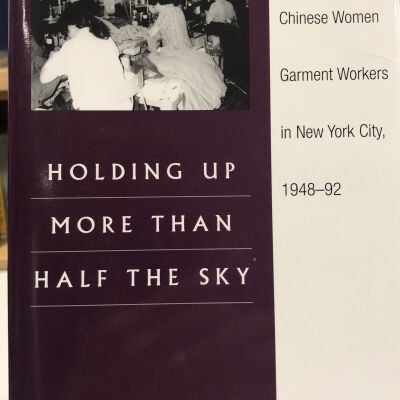 Chinese Women
Garment Workers
in New York City,
1948–92
HOLDING UP
MORE THAN
HALF THE SKY